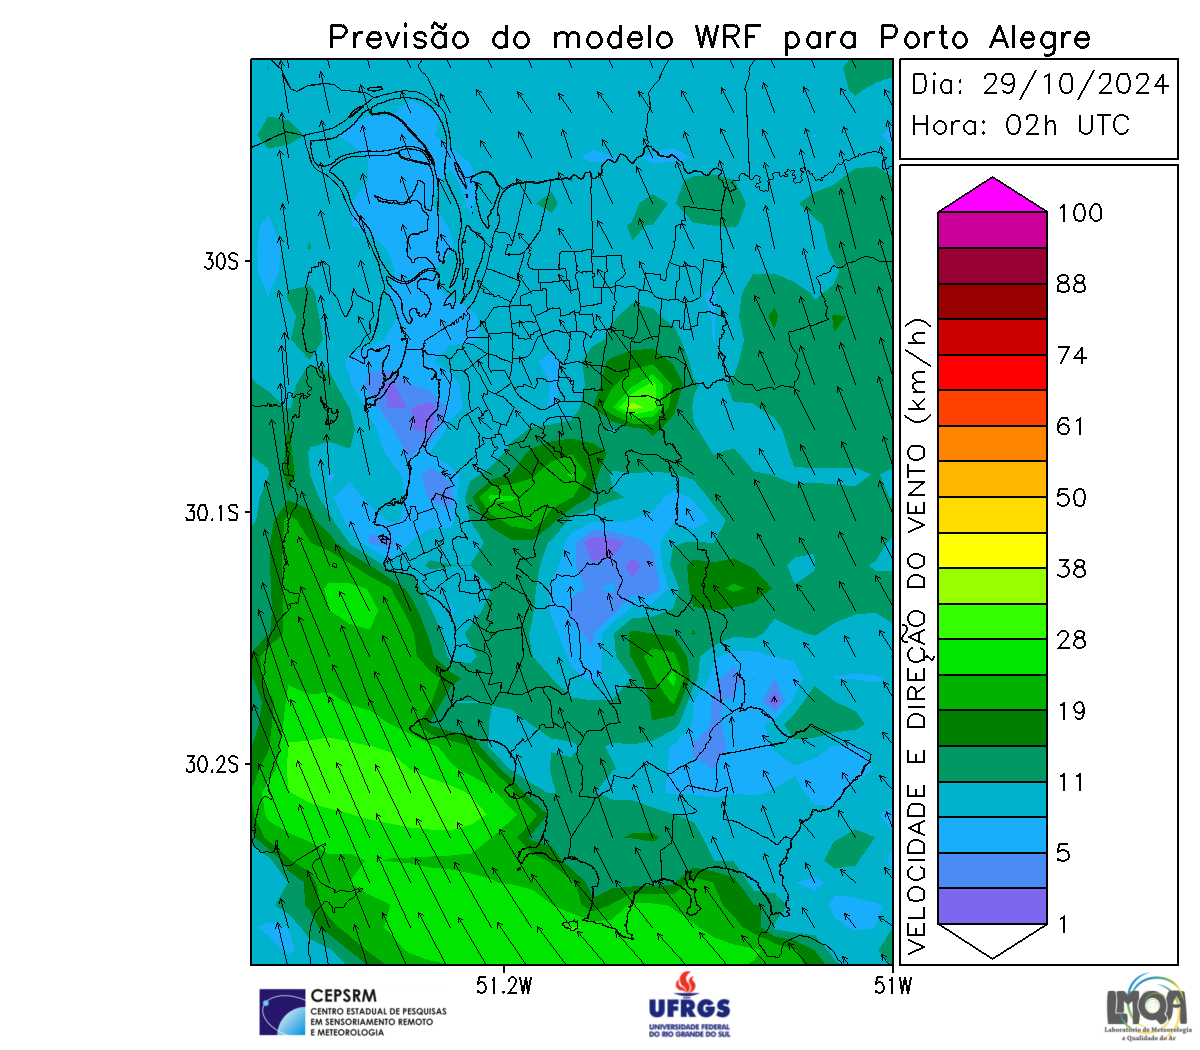 Previsão do modelo WRF para Porto Alegre
Dia: 29/10/2024
Hora: 02h UTC
100
88
74
61
50
38
28
19
11
5
1
VELOCIDADE E DIREÇÃO DO VENTO (km/h)
30S
30.1S
30.2S
51.2W
51W
CEPSRM
CENTRO ESTADUAL DE PESQUISAS
EM SENSORIAMENTO REMOTO
E METEOROLOGIA
UFRGS
UNIVERSIDADE FEDERAL
DO RIO GRANDE DO SUL
LMQA
Laboratório de Meteorologia
e Qualidade do Ar